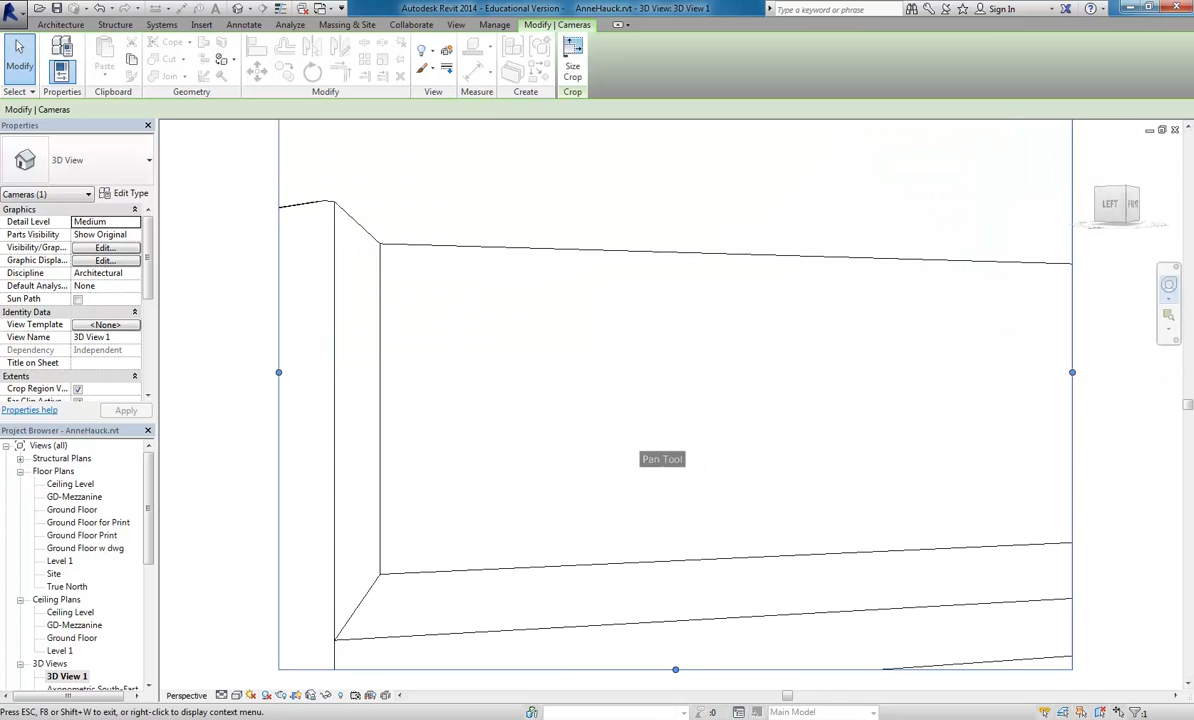 Autodesk Revit 2014 - Educational Version - AnneHauck.rvt - 3D View: 3D View 1
Type a keyword or phrase
Sign In
Architecture Structure Systems Insert Annotate Analyze Massing & Site Collaborate View Manage Modify | Cameras
Modify
Paste
Cope
Cut
Join
Size
Crop
Select Properties Clipboard Geometry Modify View Measure Create Crop
Modify | Cameras
Properties
3D View
Cameras (1)
Edit Type
Graphics
Detail Level Medium
Parts Visibility Show Original
Visibility/Grap... Edit...
Graphic Displa... Edit...
Discipline Architectural
Default Analys... None
Sun Path
Identity Data
View Template <None>
View Name 3D View 1
Dependency Independent
Title on Sheet
Extents
Crop Region V...
Far Clip Active
Properties help
Apply
Project Browser - AnneHauck.rvt
Views (all)
Structural Plans
Floor Plans
Ceiling Level
GD-Mezzanine
Ground Floor
Ground Floor for Print
Ground Floor Print
Ground Floor w dwg
Level 1
Site
True North
Ceiling Plans
Ceiling Level
GD-Mezzanine
Ground Floor
Level 1
3D Views
3D View 1
Axonometric South-East
LEFT
Pan Tool
Perspective
Press ESC, F8 or Shift+W to exit, or right-click to display context menu.
:0
Main Model
:1